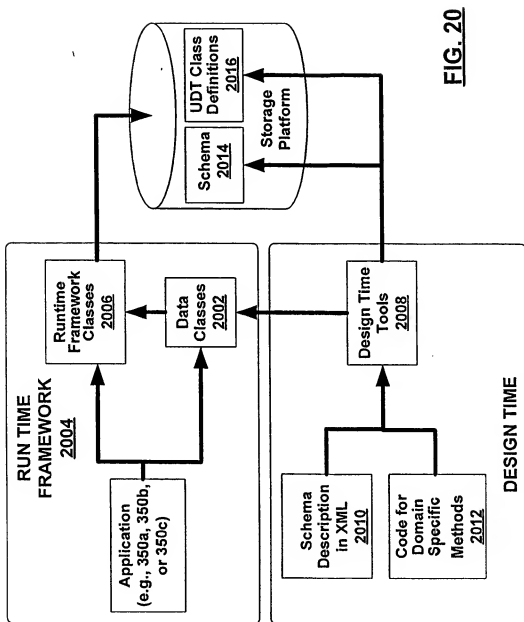 RUN TIME
FRAMEWORK
2004
Application
(e.g., 350a, 350b,
or 350c)
Runtime
Framework
Classes
2006
Data
Classes
2002
Schema
2014
UDT Class
Definitions
2016
Storage
Platform
Schema
Description
in XML
2010
Code for
Domain
Specific
Methods
2012
Design Time
Tools
2008
DESIGN TIME
FIG. 20